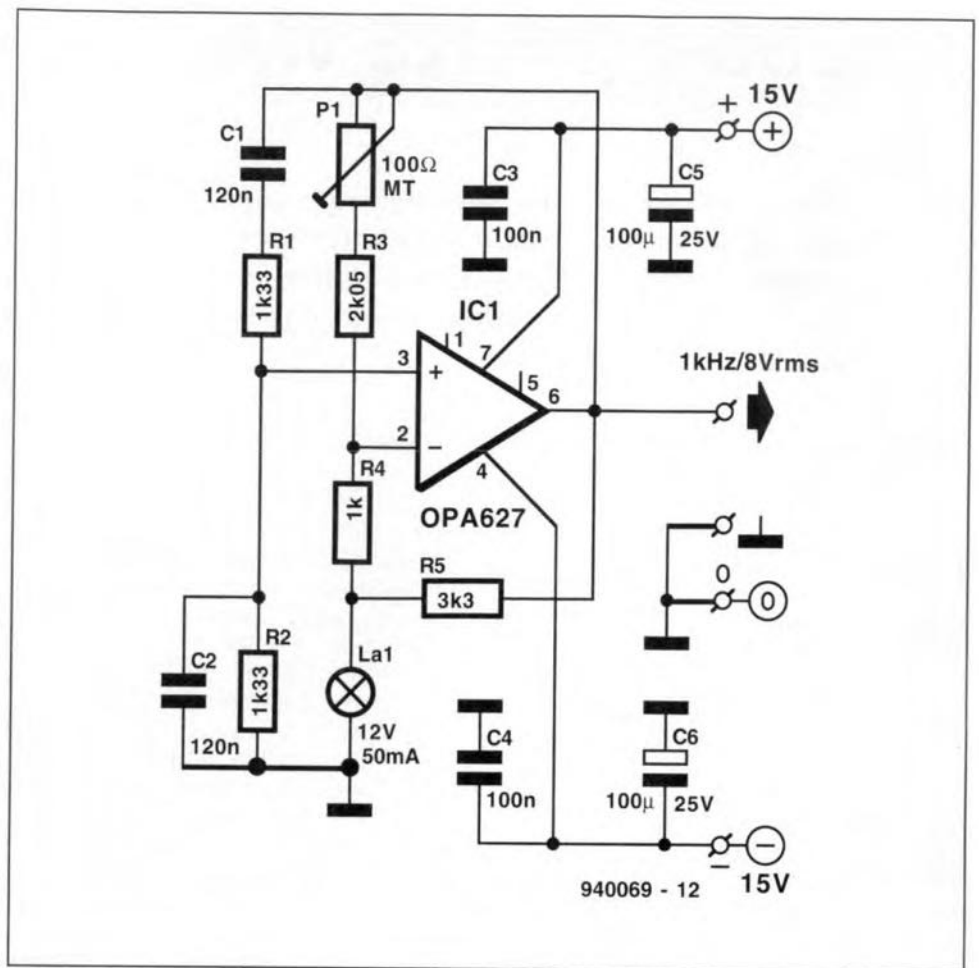 P1
+ 15V
+
C1
100Ω
MT
C3
C5
120n
100n
100µ 25V
R1
1k33
R3
2k05
IC1
1
7
3
+
5
6
1kHz/8Vrms
2
−
4
R4
1k
OPA627
R5
3k3
0
0
R2
1k33
C2
La1
120n
12V
50mA
C4
100n
C6
100µ 25V
−
− 15V
940069 - 12